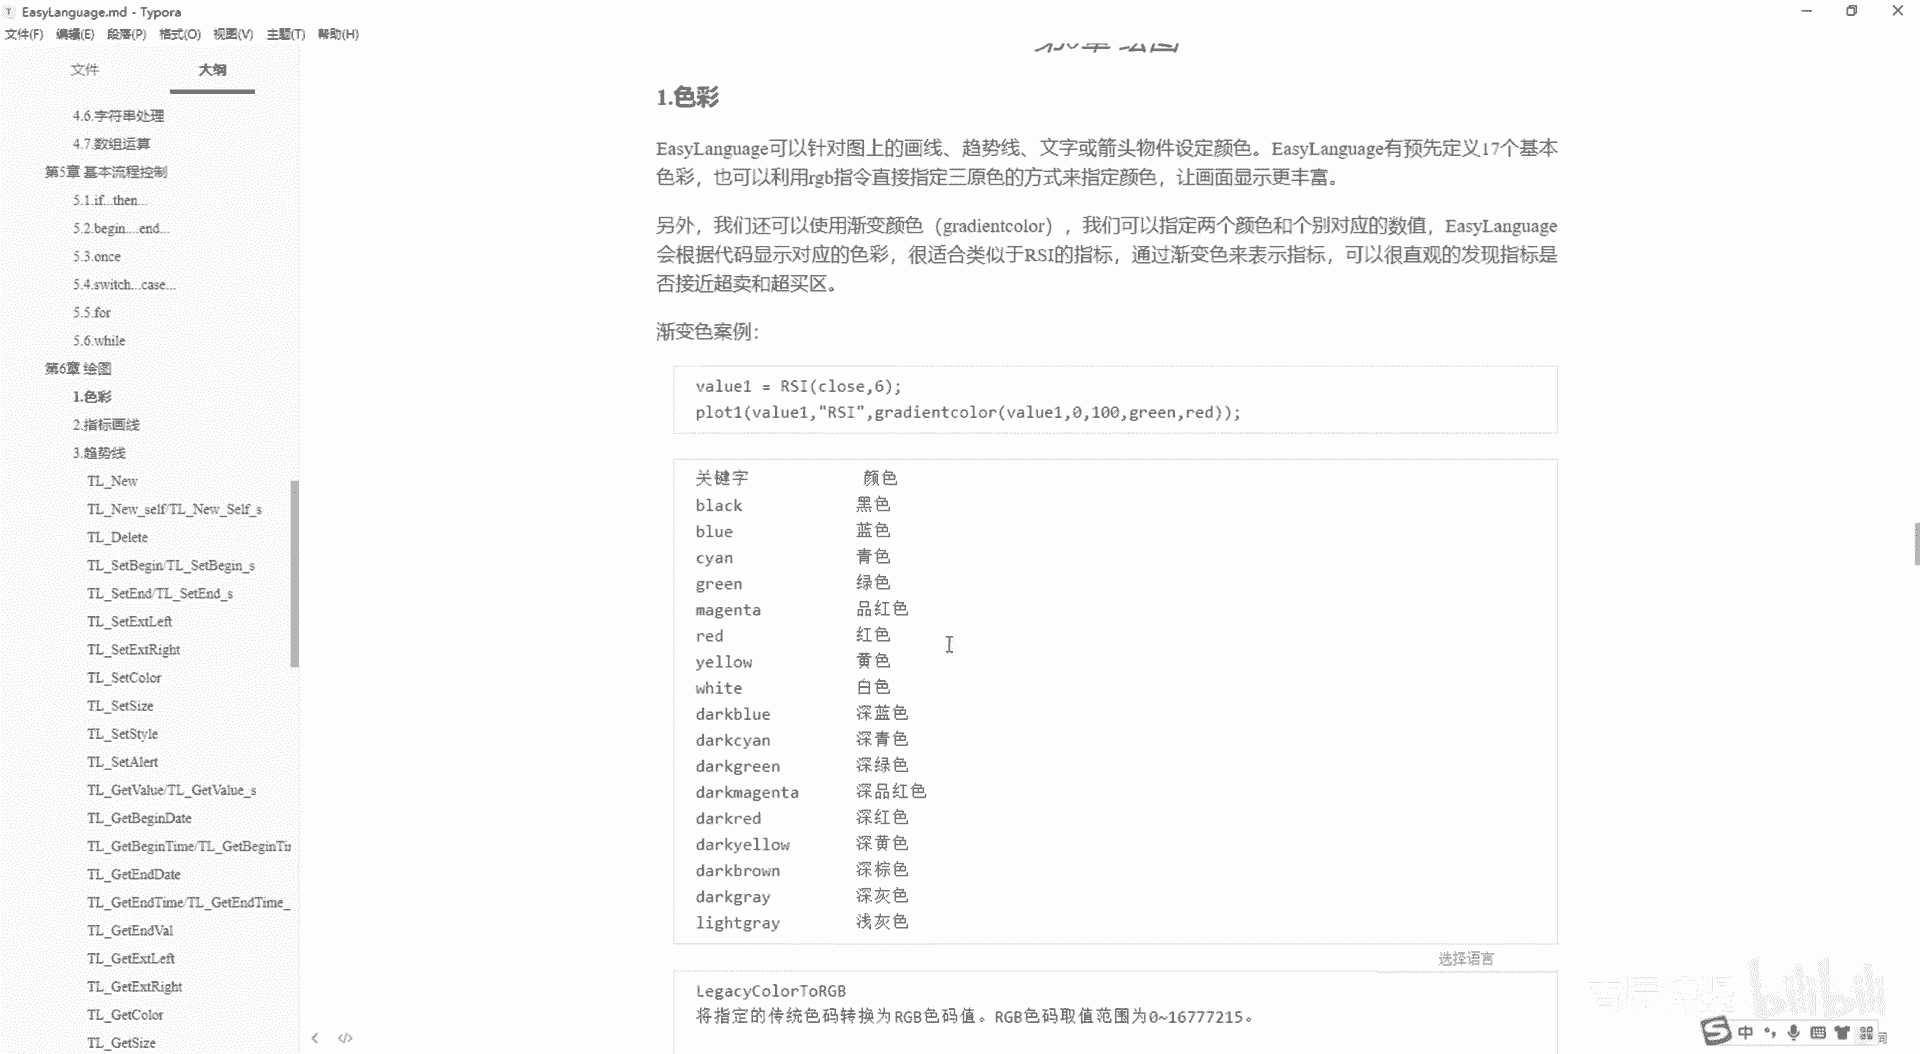 EasyLanguage.md - Typora
文件(F) 编辑(E) 段落(P) 格式(O) 视图(V) 主题(T) 帮助(H)
文件 大纲
4.6.字符串处理
4.7.数组运算
第5章 基本流程控制
5.1.if...then...
5.2.begin....end...
5.3.once
5.4.switch...case...
5.5.for
5.6.while
第6章 绘图
1.色彩
2.指标画线
3.趋势线
TL_New
TL_New_self/TL_New_Self_s
TL_Delete
TL_SetBegin/TL_SetBegin_s
TL_SetEnd/TL_SetEnd_s
TL_SetExtLeft
TL_SetExtRight
TL_SetColor
TL_SetSize
TL_SetStyle
TL_SetAlert
TL_GetValue/TL_GetValue_s
TL_GetBeginDate
TL_GetBeginTime/TL_GetBeginTi
TL_GetEndDate
TL_GetEndTime/TL_GetEndTime_
TL_GetEndVal
TL_GetExtLeft
TL_GetExtRight
TL_GetColor
TL_GetSize
第6章 绘图
1.色彩
EasyLanguage可以针对图上的画线、趋势线、文字或箭头物件设定颜色。EasyLanguage有预先定义17个基本
色彩，也可以利用rgb指令直接指定三原色的方式来指定颜色，让画面显示更丰富。
另外，我们还可以使用渐变颜色（gradientcolor），我们可以指定两个颜色和个别对应的数值，EasyLanguage
会根据代码显示对应的色彩，很适合类似于RSI的指标，通过渐变色来表示指标，可以很直观的发现指标是
否接近超卖和超买区。
渐变色案例：
value1 = RSI(close,6);
plot1(value1,"RSI",gradientcolor(value1,0,100,green,red));
关键字 颜色
black 黑色
blue 蓝色
cyan 青色
green 绿色
magenta 品红色
red 红色
yellow 黄色
white 白色
darkblue 深蓝色
darkcyan 深青色
darkgreen 深绿色
darkmagenta 深品红色
darkred 深红色
darkyellow 深黄色
darkbrown 深棕色
darkgray 深灰色
lightgray 浅灰色
选择语言
LegacyColorToRGB
将指定的传统色码转换为RGB色码值。RGB色码取值范围为0~16777215。
bilibili
中